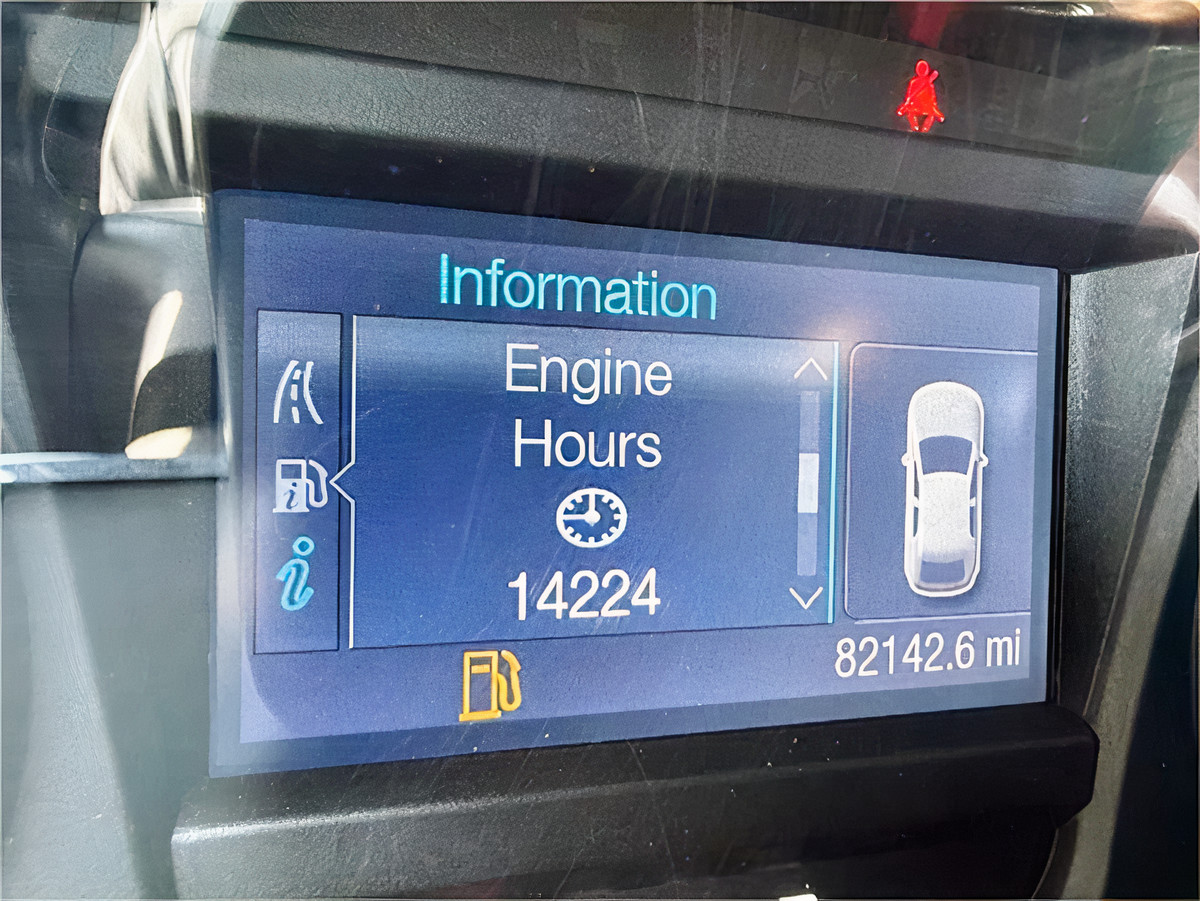 Information
Engine
Hours
14224
82142.6 mi